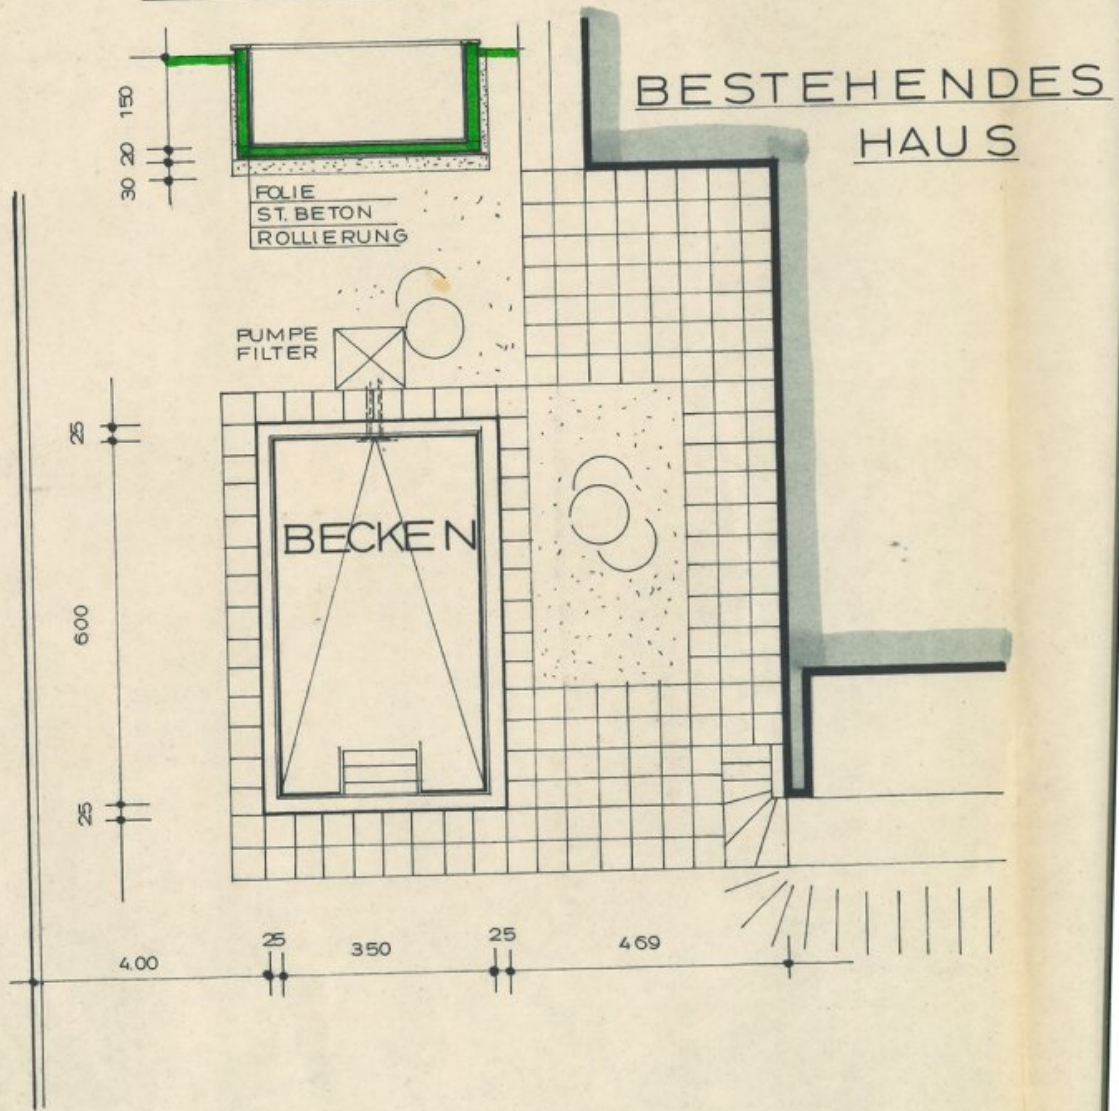 BESTEHENDES
HAUS
150
20
30
FOLIE
ST. BETON
ROLLIERUNG
PUMPE
FILTER
25
BECKEN
600
25
4.00
25
350
25
469